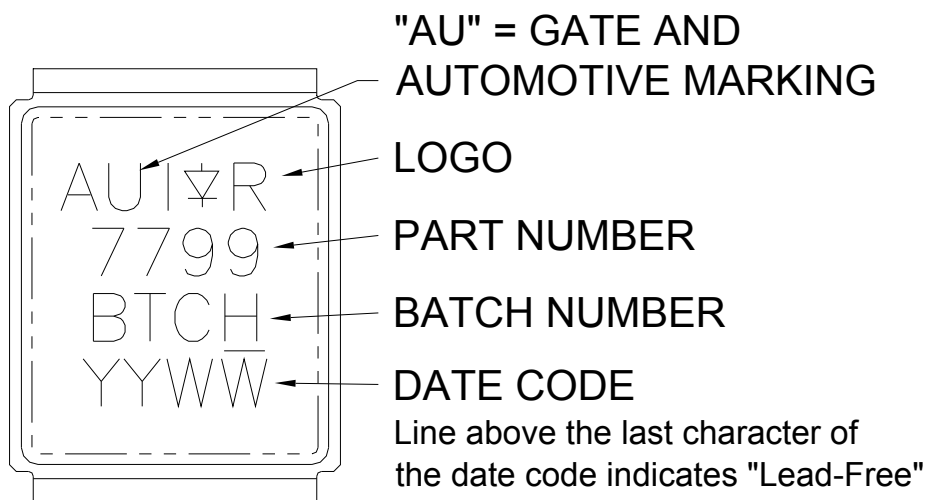 "AU" = GATE AND
AUTOMOTIVE MARKING
AUI R
LOGO
7799
PART NUMBER
BTCH
BATCH NUMBER
YYWW̅
DATE CODE
Line above the last character of
the date code indicates "Lead-Free"